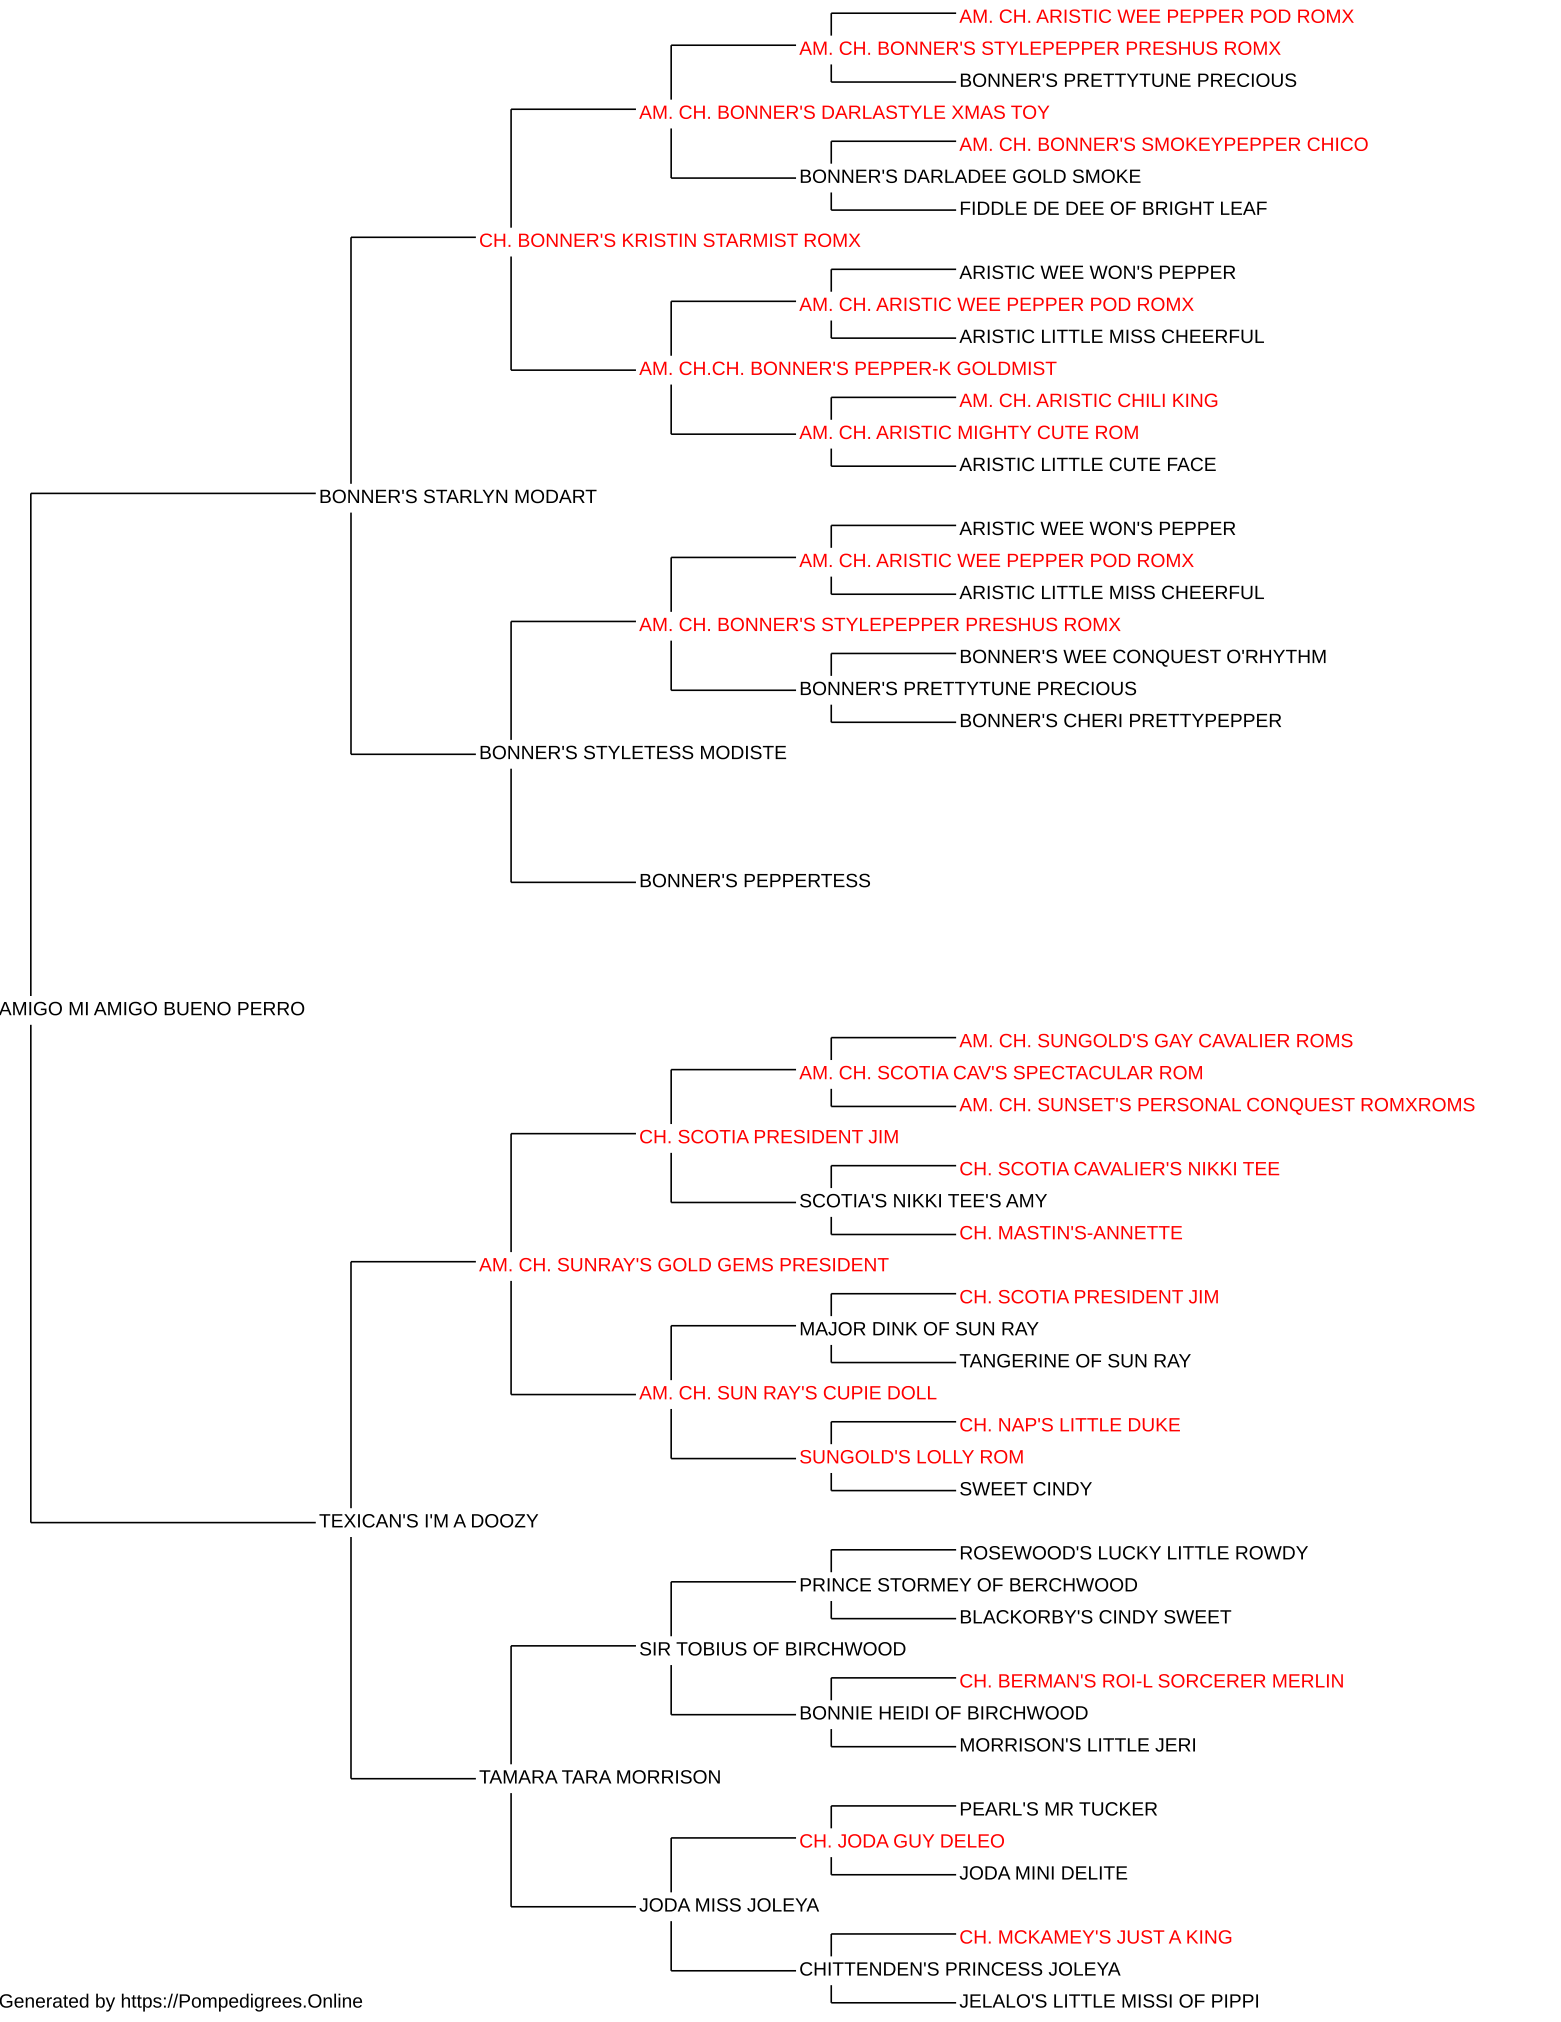 AM. CH. ARISTIC WEE PEPPER POD ROMX
AM. CH. BONNER'S STYLEPEPPER PRESHUS ROMX
BONNER'S PRETTYTUNE PRECIOUS
AM. CH. BONNER'S DARLASTYLE XMAS TOY
AM. CH. BONNER'S SMOKEYPEPPER CHICO
BONNER'S DARLADEE GOLD SMOKE
FIDDLE DE DEE OF BRIGHT LEAF
CH. BONNER'S KRISTIN STARMIST ROMX
ARISTIC WEE WON'S PEPPER
AM. CH. ARISTIC WEE PEPPER POD ROMX
ARISTIC LITTLE MISS CHEERFUL
AM. CH.CH. BONNER'S PEPPER-K GOLDMIST
AM. CH. ARISTIC CHILI KING
AM. CH. ARISTIC MIGHTY CUTE ROM
ARISTIC LITTLE CUTE FACE
BONNER'S STARLYN MODART
ARISTIC WEE WON'S PEPPER
AM. CH. ARISTIC WEE PEPPER POD ROMX
ARISTIC LITTLE MISS CHEERFUL
AM. CH. BONNER'S STYLEPEPPER PRESHUS ROMX
BONNER'S WEE CONQUEST O'RHYTHM
BONNER'S PRETTYTUNE PRECIOUS
BONNER'S CHERI PRETTYPEPPER
BONNER'S STYLETESS MODISTE
BONNER'S PEPPERTESS
AMIGO MI AMIGO BUENO PERRO
AM. CH. SUNGOLD'S GAY CAVALIER ROMS
AM. CH. SCOTIA CAV'S SPECTACULAR ROM
AM. CH. SUNSET'S PERSONAL CONQUEST ROMXROMS
CH. SCOTIA PRESIDENT JIM
CH. SCOTIA CAVALIER'S NIKKI TEE
SCOTIA'S NIKKI TEE'S AMY
CH. MASTIN'S-ANNETTE
AM. CH. SUNRAY'S GOLD GEMS PRESIDENT
CH. SCOTIA PRESIDENT JIM
MAJOR DINK OF SUN RAY
TANGERINE OF SUN RAY
AM. CH. SUN RAY'S CUPIE DOLL
CH. NAP'S LITTLE DUKE
SUNGOLD'S LOLLY ROM
SWEET CINDY
TEXICAN'S I'M A DOOZY
ROSEWOOD'S LUCKY LITTLE ROWDY
PRINCE STORMEY OF BERCHWOOD
BLACKORBY'S CINDY SWEET
SIR TOBIUS OF BIRCHWOOD
CH. BERMAN'S ROI-L SORCERER MERLIN
BONNIE HEIDI OF BIRCHWOOD
MORRISON'S LITTLE JERI
TAMARA TARA MORRISON
PEARL'S MR TUCKER
CH. JODA GUY DELEO
JODA MINI DELITE
JODA MISS JOLEYA
CH. MCKAMEY'S JUST A KING
CHITTENDEN'S PRINCESS JOLEYA
JELALO'S LITTLE MISSI OF PIPPI
Generated by https://Pompedigrees.Online